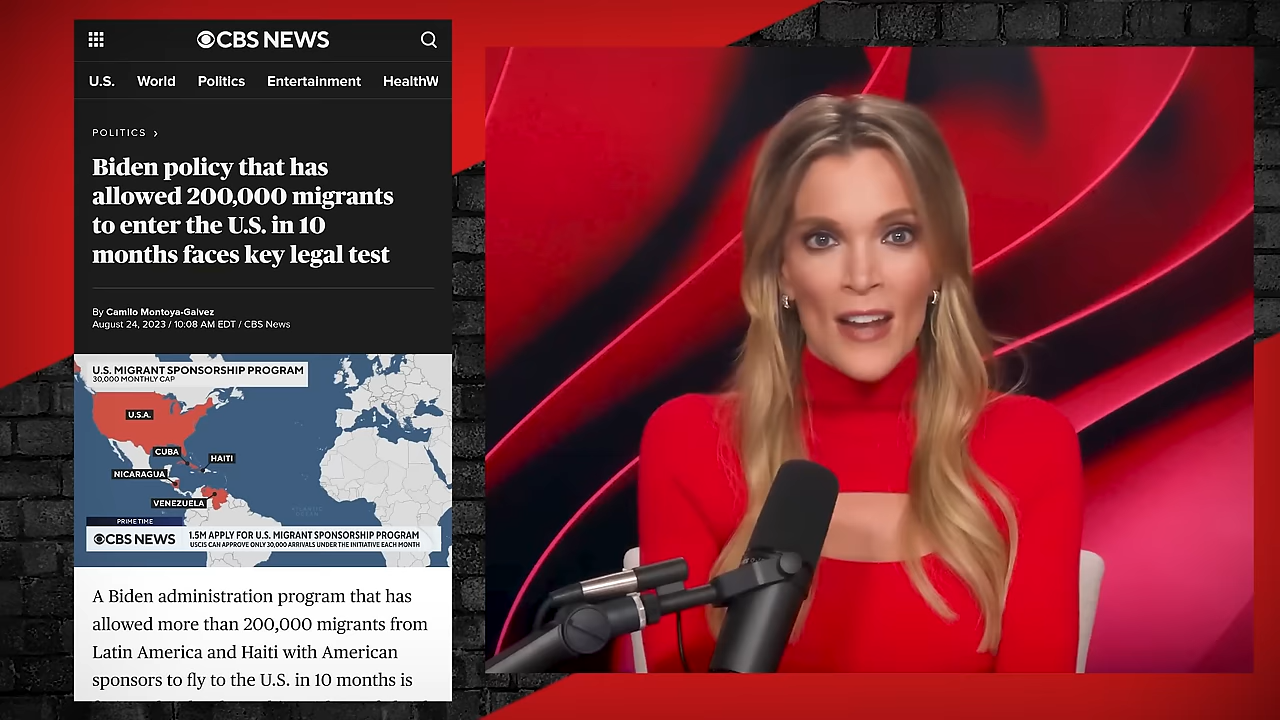 CBS NEWS
U.S. World Politics Entertainment HealthW
POLITICS ›
Biden policy that has
allowed 200,000 migrants
to enter the U.S. in 10
months faces key legal test
By Camilo Montoya-Galvez
August 24, 2023 / 10:08 AM EDT / CBS News
U.S. MIGRANT SPONSORSHIP PROGRAM
30,000 MONTHLY CAP
U.S.A.
CUBA
HAITI
NICARAGUA
VENEZUELA
ATLANTIC
OCEAN
PRIME TIME
CBS NEWS
1.5M APPLY FOR U.S. MIGRANT SPONSORSHIP PROGRAM
USCIS CAN APPROVE ONLY 30,000 ARRIVALS UNDER THE INITIATIVE EACH MONTH
A Biden administration program that has
allowed more than 200,000 migrants from
Latin America and Haiti with American
sponsors to fly to the U.S. in 10 months is